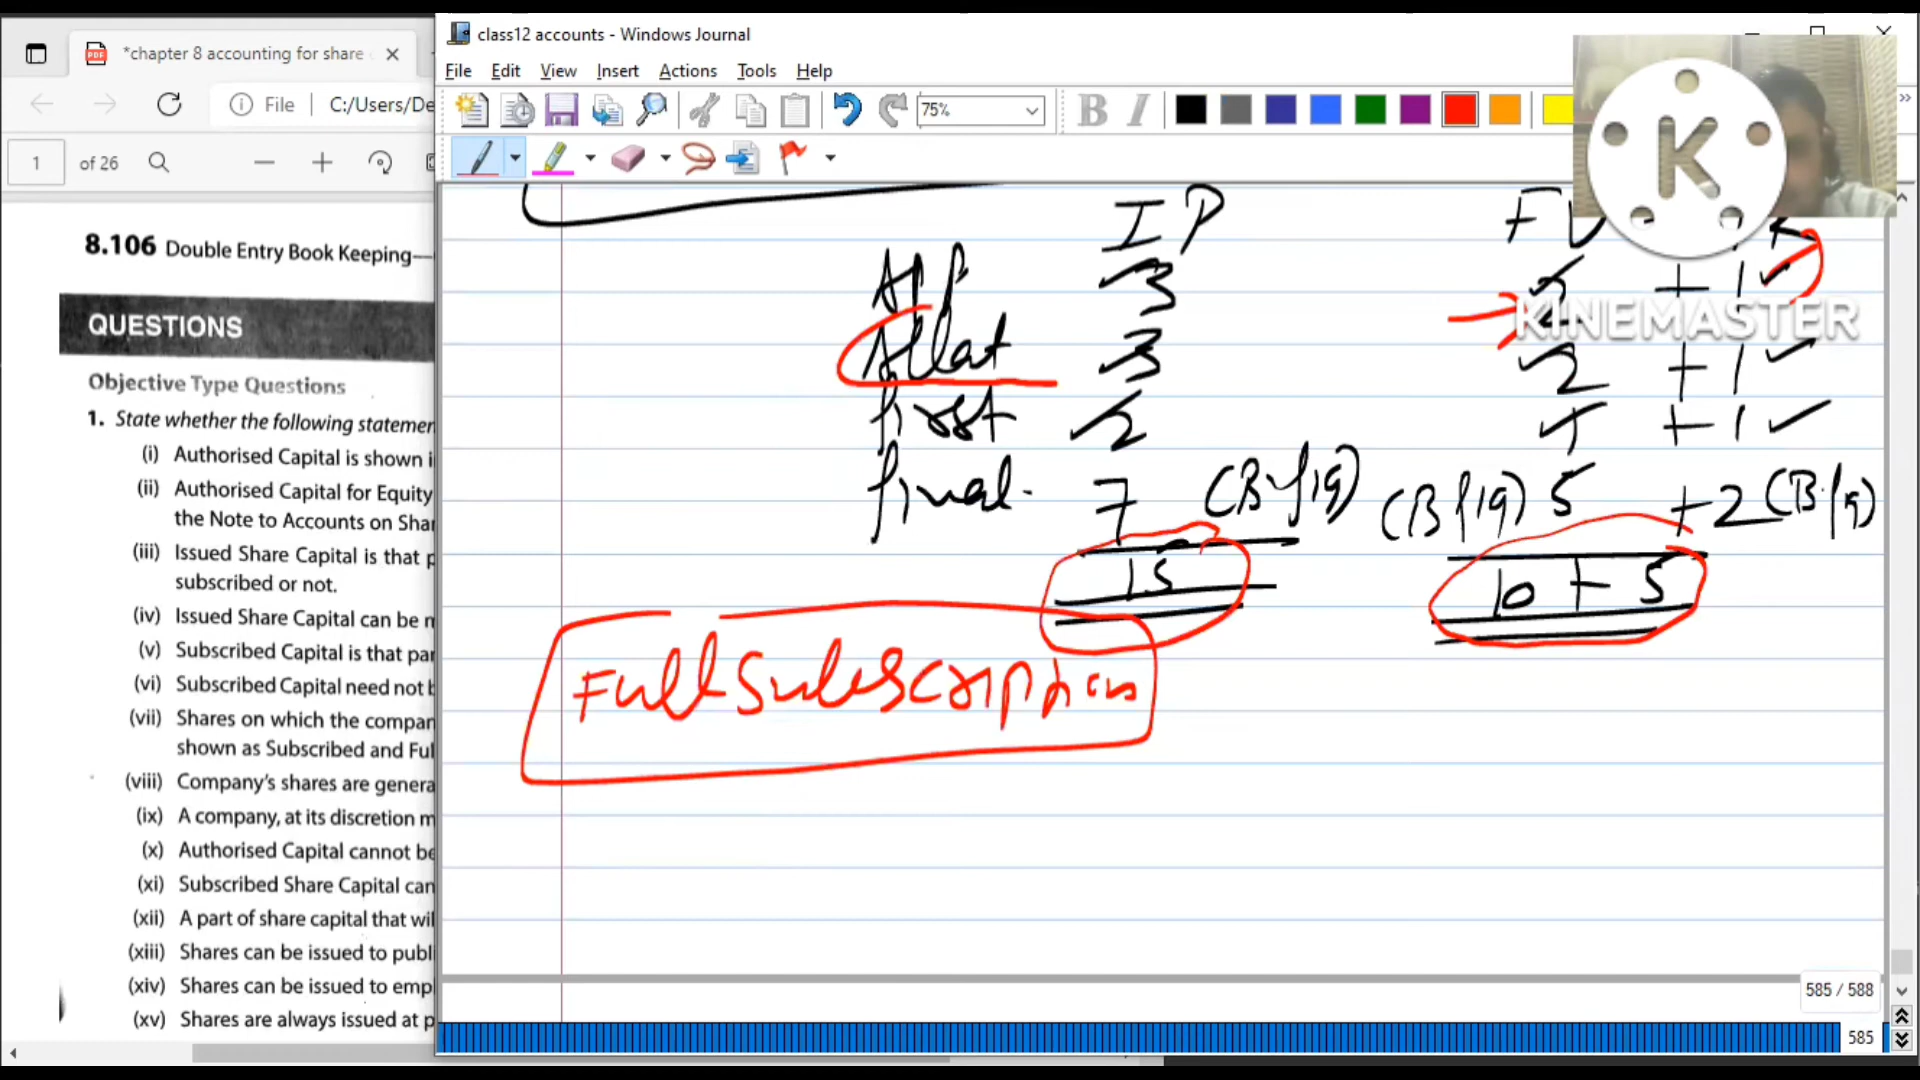 *chapter 8 accounting for share
File C:/Users/De
1 of 26
8.106 Double Entry Book Keeping—
QUESTIONS
Objective Type Questions
1. State whether the following statemen
(i) Authorised Capital is shown i
(ii) Authorised Capital for Equity
the Note to Accounts on Shar
(iii) Issued Share Capital is that p
subscribed or not.
(iv) Issued Share Capital can be n
(v) Subscribed Capital is that par
(vi) Subscribed Capital need not b
(vii) Shares on which the compan
shown as Subscribed and Ful
(viii) Company's shares are genera
(ix) A company, at its discretion m
(x) Authorised Capital cannot be
(xi) Subscribed Share Capital can
(xii) A part of share capital that wil
(xiii) Shares can be issued to publ
(xiv) Shares can be issued to emp
(xv) Shares are always issued at p
class12 accounts - Windows Journal
File Edit View Insert Actions Tools Help
75% B I
K
KINEMASTER
IP
App 3 2 + 1
Allot 3 2 + 1
first 2 1 + 1
final 7 (B.fig) (B fig) 5 + 2 (B.fig)
15 10 + 5
Full Subscription
585 / 588
585